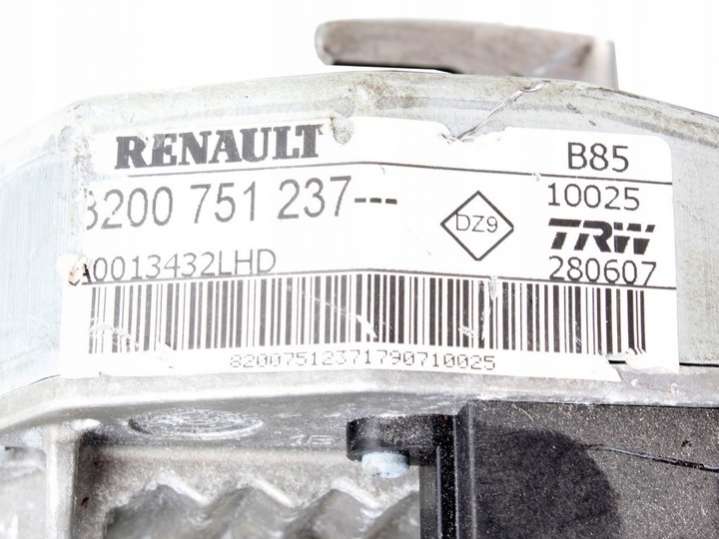 RENAULT
B85
8200 751 237---
10025
DZ9
TRW
A0013432LHD
280607
82007512371790710025